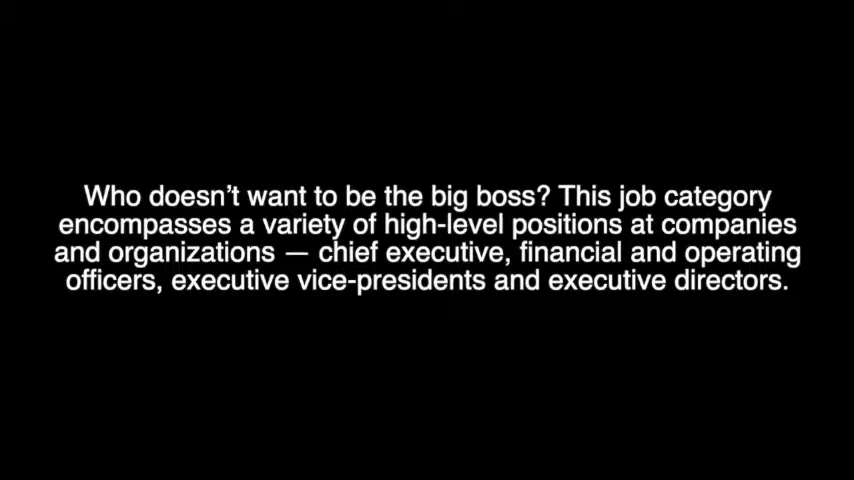 Who doesn’t want to be the big boss? This job category
encompasses a variety of high-level positions at companies
and organizations — chief executive, financial and operating
officers, executive vice-presidents and executive directors.